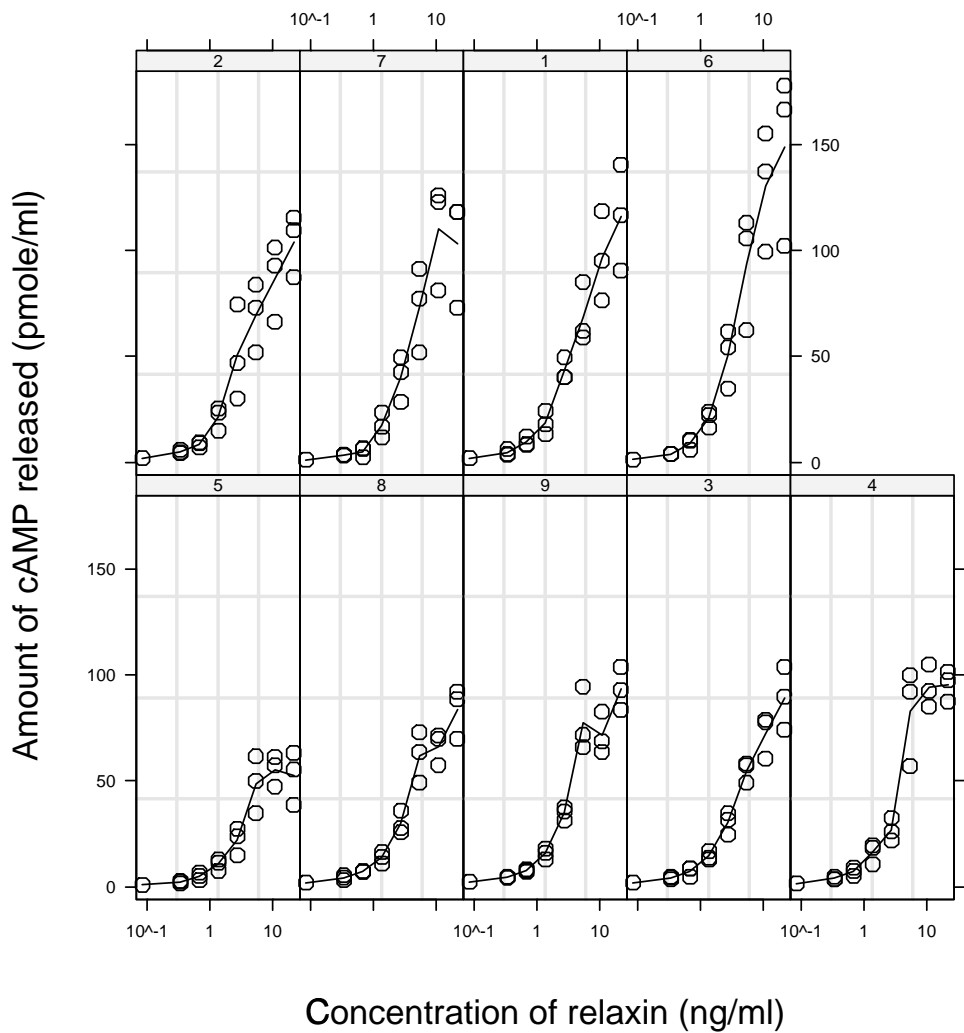 10^-1 1 10 10^-1 1 10
2 7 1 6
150
100
50
0
5 8 9 3 4
150
100
50
0
10^-1 1 10 10^-1 1 10 10^-1 1 10
Amount of cAMP released (pmole/ml)
Concentration of relaxin (ng/ml)